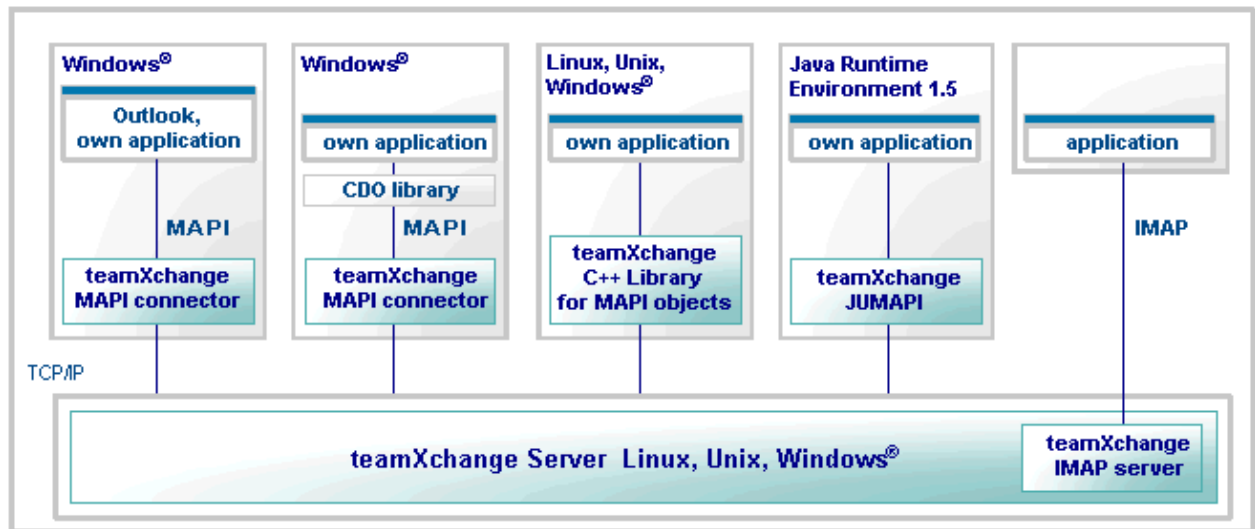 Windows®
Outlook,
own application
MAPI
teamXchange
MAPI connector
Windows®
own application
CDO library
MAPI
teamXchange
MAPI connector
Linux, Unix,
Windows®
own application
teamXchange
C++ Library
for MAPI objects
Java Runtime
Environment 1.5
own application
teamXchange
JUMAPI
application
IMAP
TCP/IP
teamXchange Server Linux, Unix, Windows®
teamXchange
IMAP server